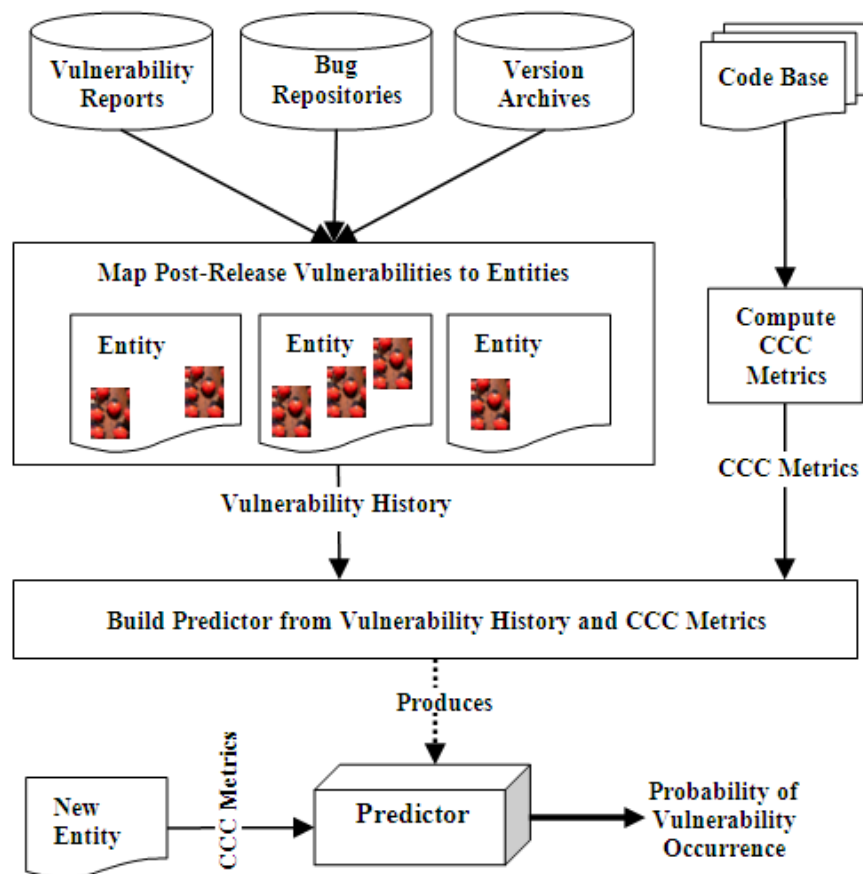 Vulnerability
Reports
Bug
Repositories
Version
Archives
Code Base
Map Post-Release Vulnerabilities to Entities
Entity
Entity
Entity
Compute
CCC
Metrics
Vulnerability History
CCC Metrics
Build Predictor from Vulnerability History and CCC Metrics
Produces
New
Entity
CCC Metrics
Predictor
Probability of
Vulnerability
Occurrence